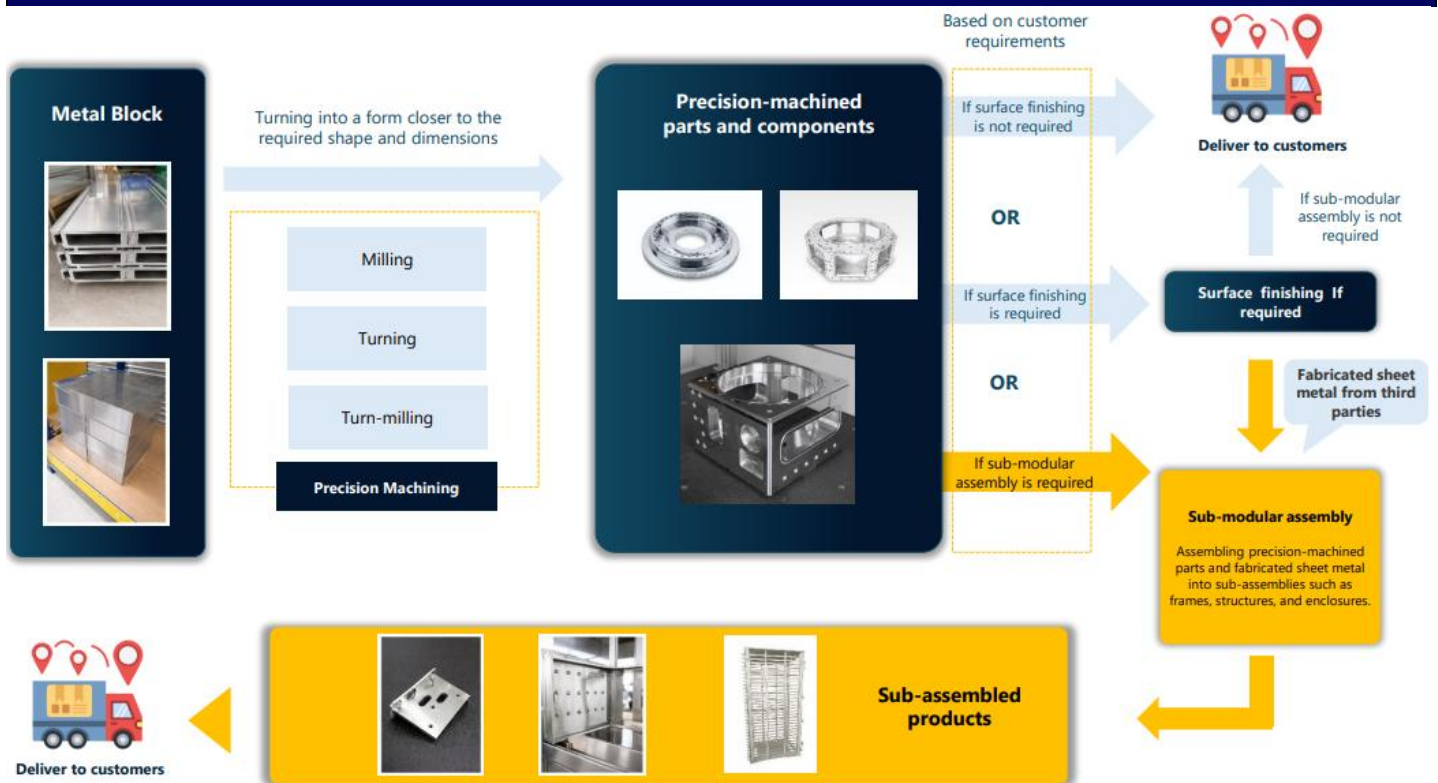 Based on customer
requirements
Metal Block
Turning into a form closer to the
required shape and dimensions
Milling
Turning
Turn-milling
Precision Machining
Precision-machined
parts and components
If surface finishing
is not required
OR
If surface finishing
is required
OR
If sub-modular
assembly is required
Deliver to customers
If sub-modular
assembly is not
required
Surface finishing If
required
Fabricated sheet
metal from third
parties
Sub-modular assembly
Assembling precision-machined
parts and fabricated sheet metal
into sub-assemblies such as
frames, structures, and enclosures.
Sub-assembled
products
Deliver to customers